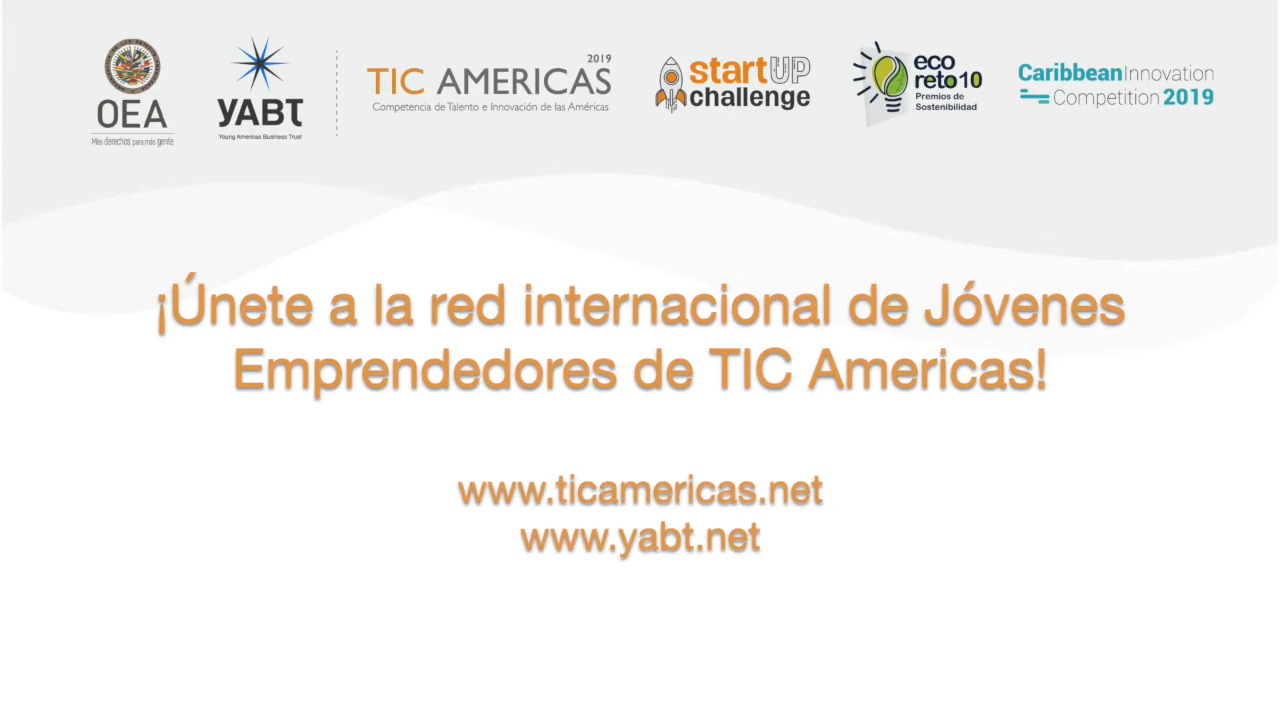 OEA
Más derechos para más gente
YABT
Young Americas Business Trust
2019
TIC AMERICAS
Competencia de Talento e Innovación de las Américas
startUP
challenge
eco
reto10
Premios de
Sostenibilidad
CaribbeanInnovation
Competition 2019
¡Únete a la red internacional de Jóvenes
Emprendedores de TIC Americas!
www.ticamericas.net
www.yabt.net